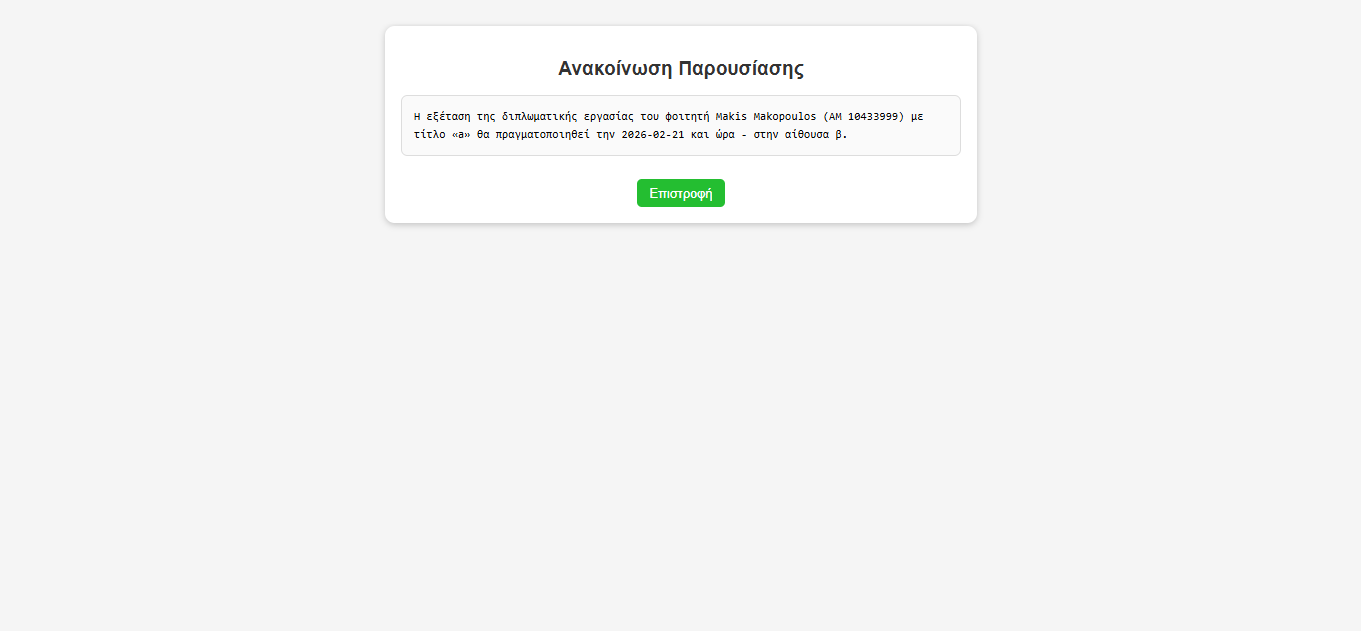 Ανακοίνωση Παρουσίασης
Η εξέταση της διπλωματικής εργασίας του φοιτητή Makis Makopoulos (ΑΜ 10433999) με
τίτλο «a» θα πραγματοποιηθεί την 2026-02-21 και ώρα - στην αίθουσα β.
Επιστροφή